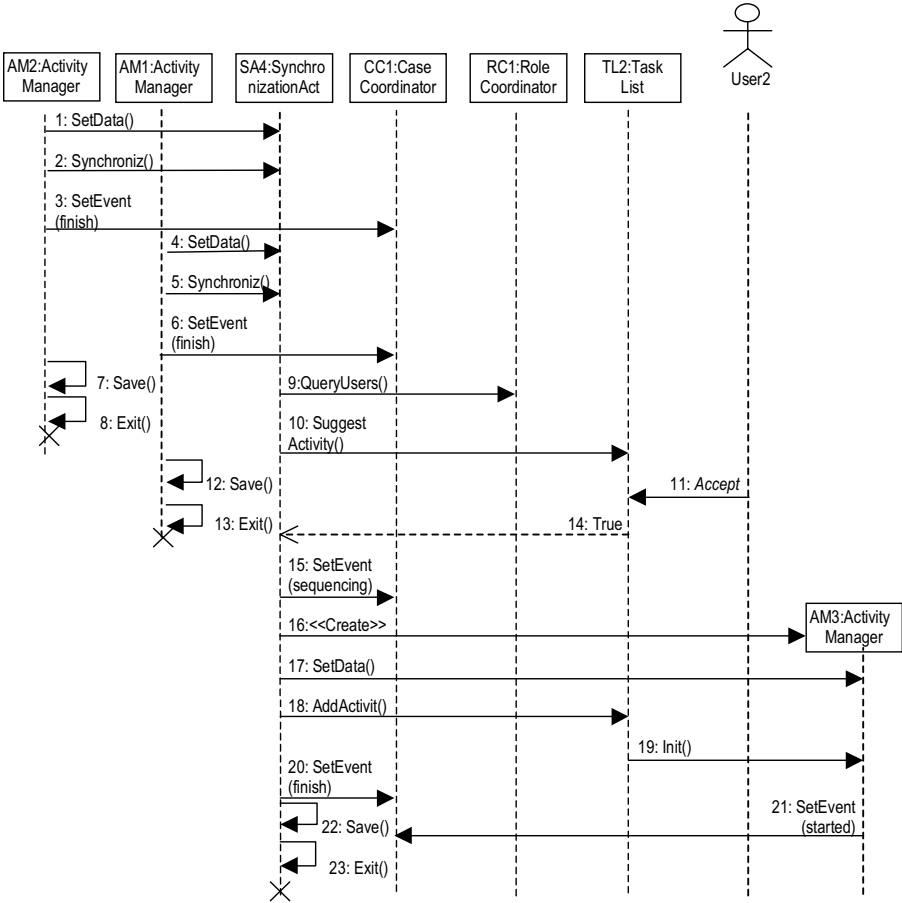 AM2:Activity
Manager
AM1:Activity
Manager
SA4:Synchro
nizationAct
CC1:Case
Coordinator
RC1:Role
Coordinator
TL2:Task
List
User2
1: SetData()
2: Synchroniz()
3: SetEvent
(finish)
4: SetData()
5: Synchroniz()
6: SetEvent
(finish)
7: Save()
8: Exit()
9:QueryUsers()
10: Suggest
Activity()
11: Accept
12: Save()
13: Exit()
14: True
15: SetEvent
(sequencing)
16:<<Create>>
AM3:Activity
Manager
17: SetData()
18: AddActivit()
19: Init()
20: SetEvent
(finish)
21: SetEvent
(started)
22: Save()
23: Exit()